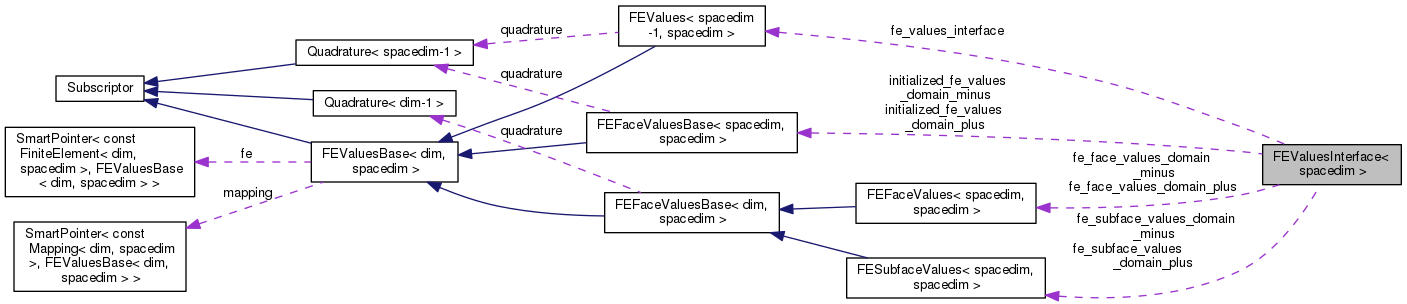 Subscriptor
SmartPointer< const
FiniteElement< dim,
spacedim >, FEValuesBase
< dim, spacedim > >
SmartPointer< const
Mapping< dim, spacedim
>, FEValuesBase< dim,
spacedim > >
fe
mapping
Quadrature< spacedim-1 >
Quadrature< dim-1 >
FEValuesBase< dim,
spacedim >
quadrature
quadrature
quadrature
FEValues< spacedim
-1, spacedim >
FEFaceValuesBase< spacedim,
spacedim >
FEFaceValuesBase< dim,
spacedim >
FEFaceValues< spacedim,
spacedim >
FESubfaceValues< spacedim,
spacedim >
fe_values_interface
initialized_fe_values
_domain_minus
initialized_fe_values
_domain_plus
fe_face_values_domain
_minus
fe_face_values_domain_plus
fe_subface_values_domain
_minus
fe_subface_values
_domain_plus
FEValuesInterface<
spacedim >